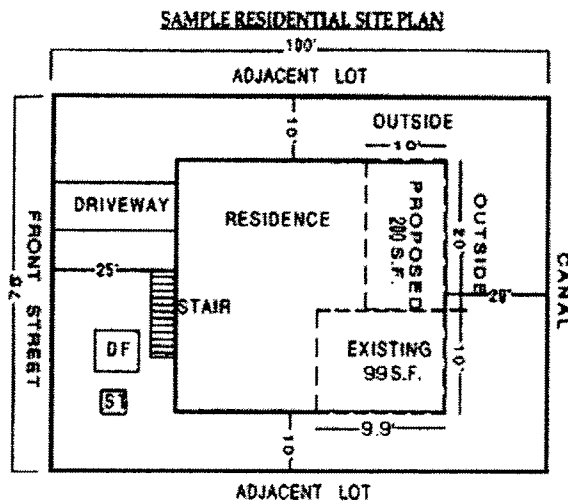 SAMPLE RESIDENTIAL SITE PLAN
100'
ADJACENT LOT
OUTSIDE
10'
10'
DRIVEWAY
RESIDENCE
PROPOSED
200 S.F.
20'
OUTSIDE
FRONT STREET
25'
STAIR
20'
CANAL
DF
EXISTING
99 S.F.
10'
ST
9.9'
10'
ADJACENT LOT